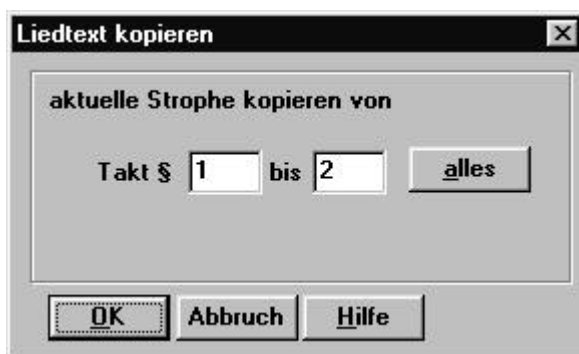 Liedtext kopieren
aktuelle Strophe kopieren von
Takt § 1 bis 2 alles
OK Abbruch Hilfe